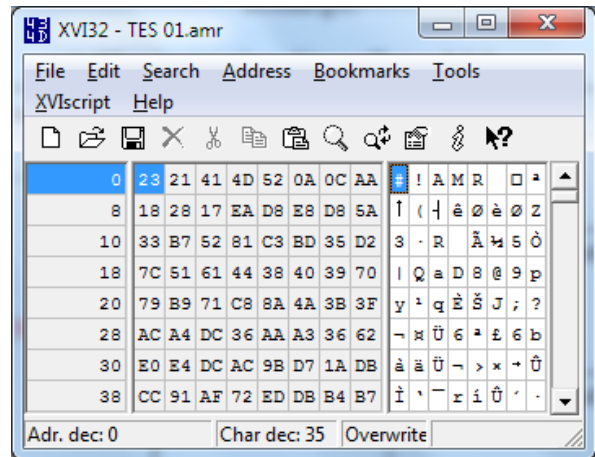 XVI32 - TES 01.amr
File Edit Search Address Bookmarks Tools
XVIscript Help
0 23 21 41 4D 52 0A 0C AA # ! A M R ª
8 18 28 17 EA D8 E8 D8 5A ↑ ( ┤ ê Ø è Ø Z
10 33 B7 52 81 C3 BD 35 D2 3 · R Ã ½ 5 Ò
18 7C 51 61 44 38 40 39 70 | Q a D 8 @ 9 p
20 79 B9 71 C8 8A 4A 3B 3F y ¹ q È Š J ; ?
28 AC A4 DC 36 AA A3 36 62 ¬ ¤ Ü 6 ª £ 6 b
30 E0 E4 DC AC 9B D7 1A DB à ä Ü ¬ › × → Û
38 CC 91 AF 72 ED DB B4 B7 Ì ‘ ¯ r í Û ´ ·
Adr. dec: 0 Char dec: 35 Overwrite